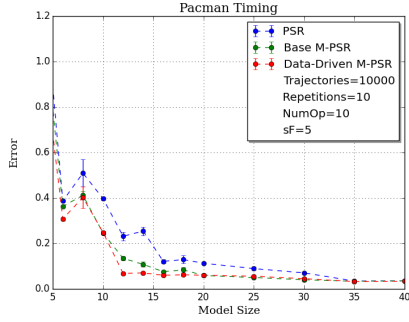 Pacman Timing
1.2
1.0
0.8
0.6
0.4
0.2
0.0
Error
PSR
Base M-PSR
Data-Driven M-PSR
Trajectories=10000
Repetitions=10
NumOp=10
sF=5
5
10
15
20
25
30
35
40
Model Size